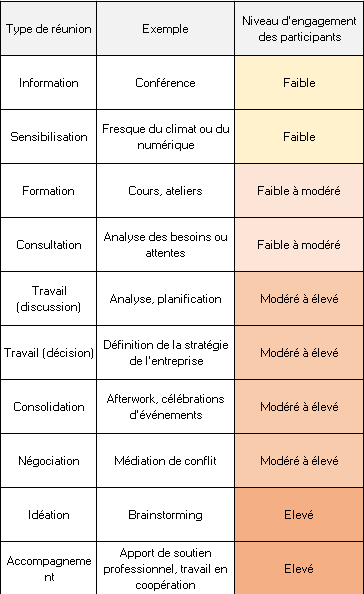 Type de réunion
Exemple
Niveau d'engagement
des participants
Information
Conférence
Faible
Sensibilisation
Fresque du climat ou du
numérique
Faible
Formation
Cours, ateliers
Faible à modéré
Consultation
Analyse des besoins ou
attentes
Faible à modéré
Travail
(discussion)
Analyse, planification
Modéré à élevé
Travail (décision)
Définition de la stratégie
de l'entreprise
Modéré à élevé
Consolidation
Afterwork, célébrations
d'événements
Modéré à élevé
Négociation
Médiation de conflit
Modéré à élevé
Idéation
Brainstorming
Elevé
Accompagneme
nt
Apport de soutien
professionnel, travail en
coopération
Elevé